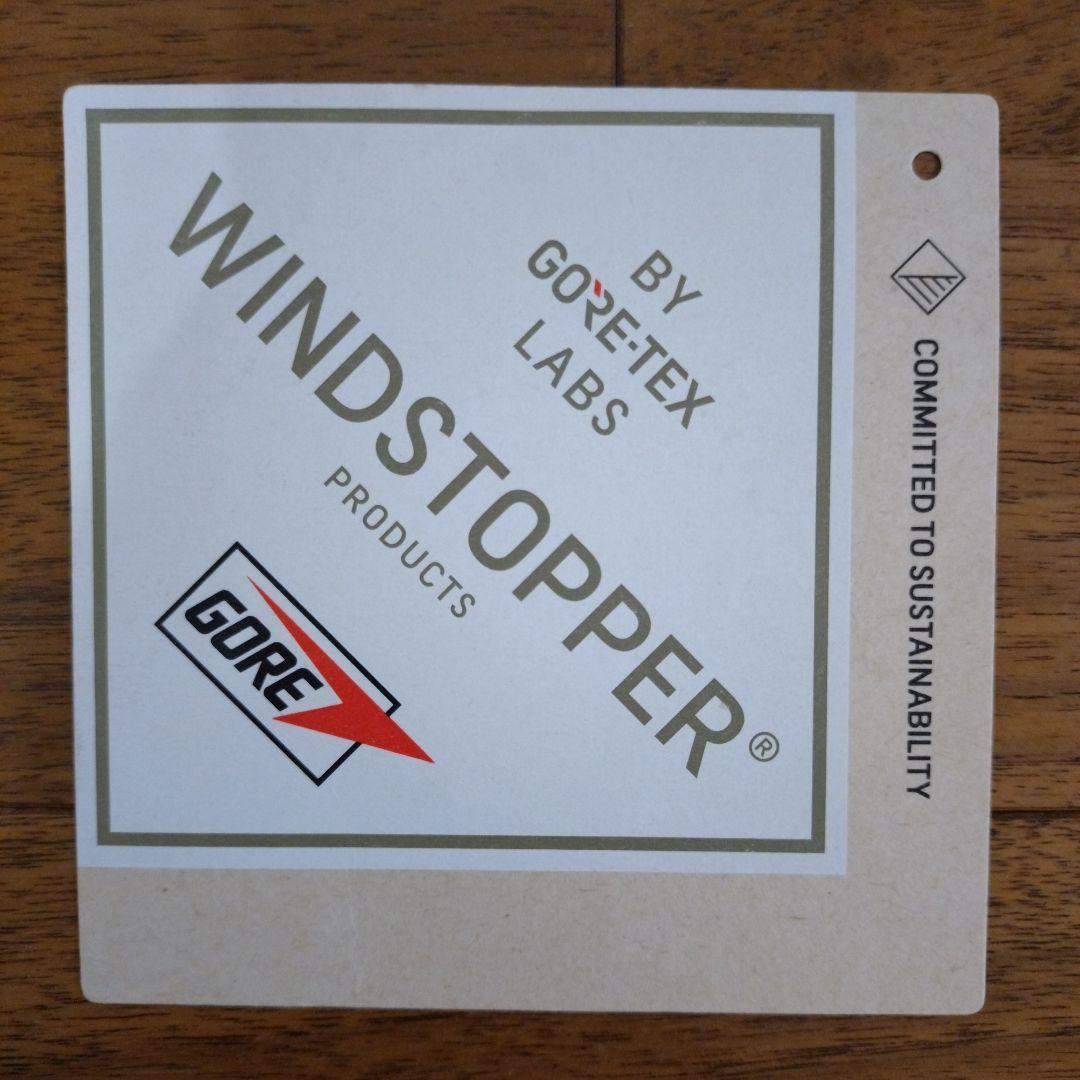 BY
GORE-TEX
LABS
WINDSTOPPER®
PRODUCTS
GORE
COMMITTED TO SUSTAINABILITY